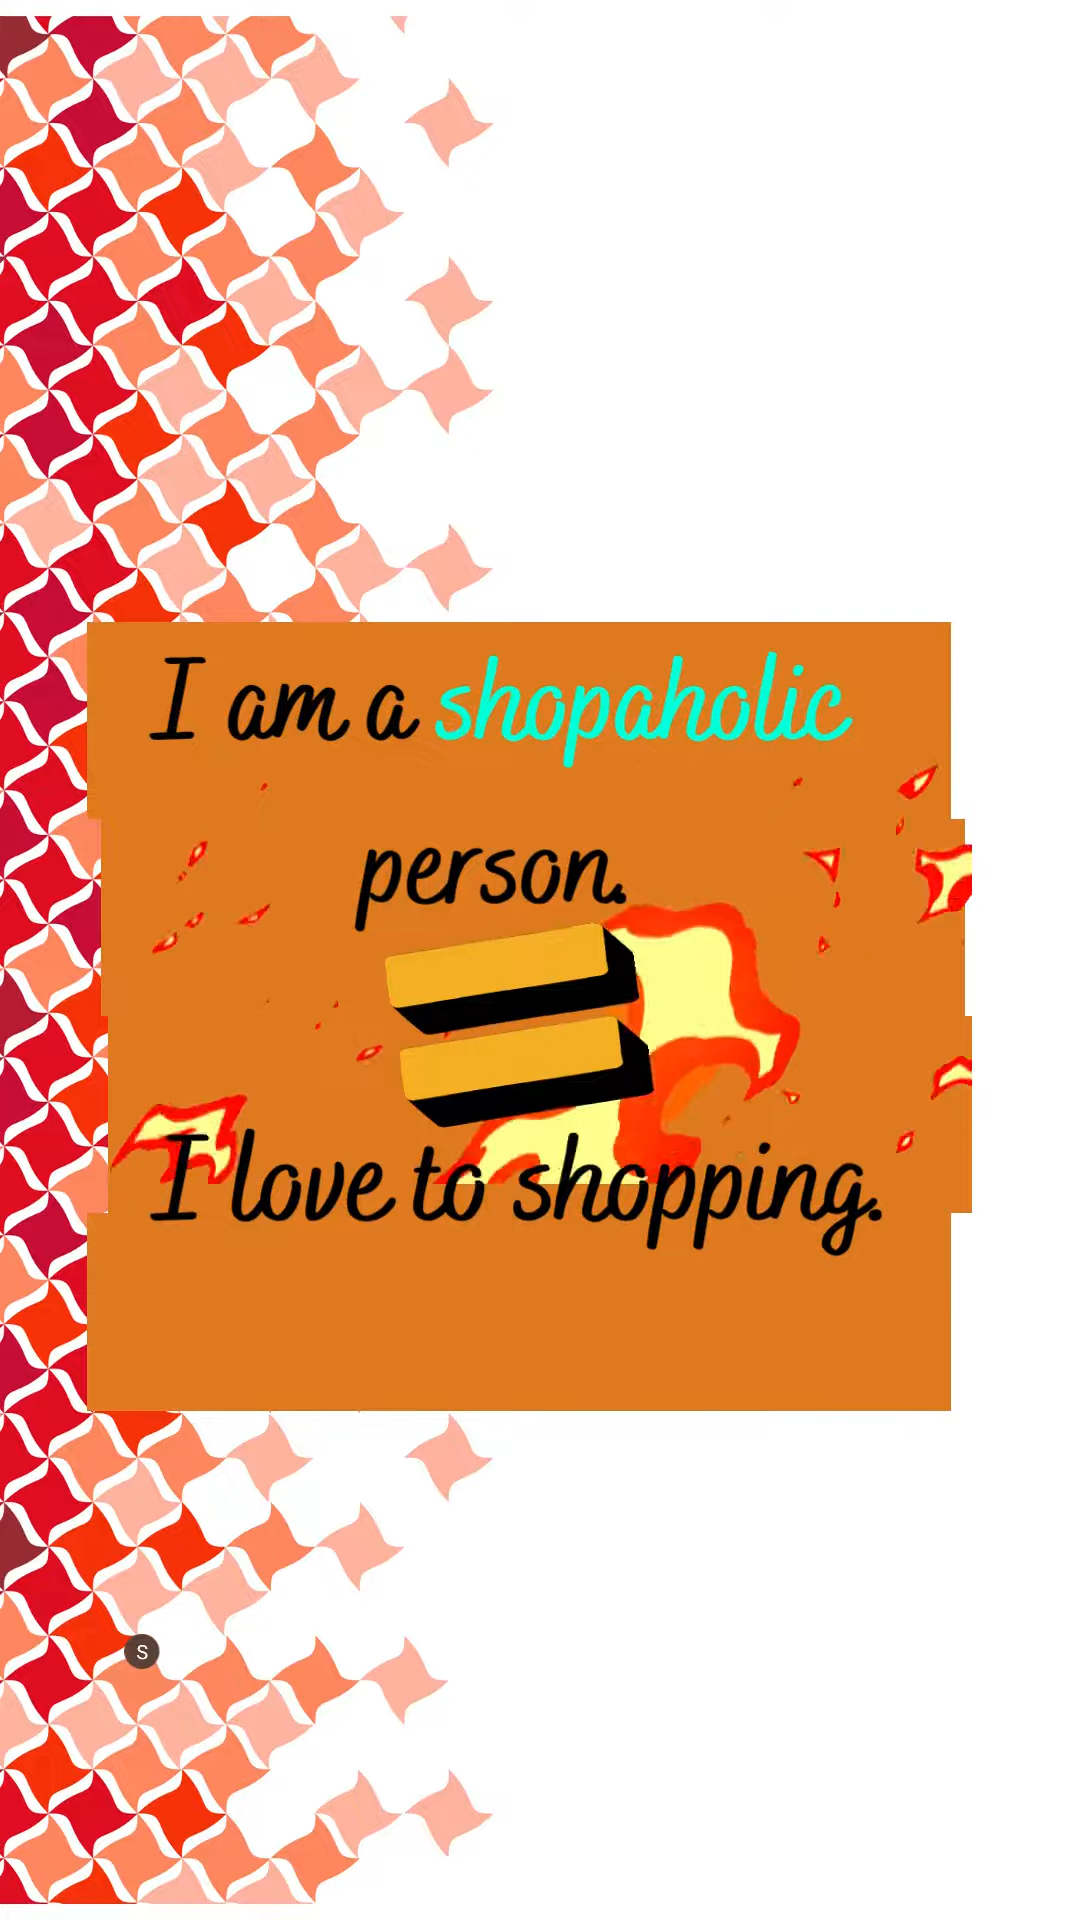 I am a shopaholic
person.
=
I love to shopping.
S